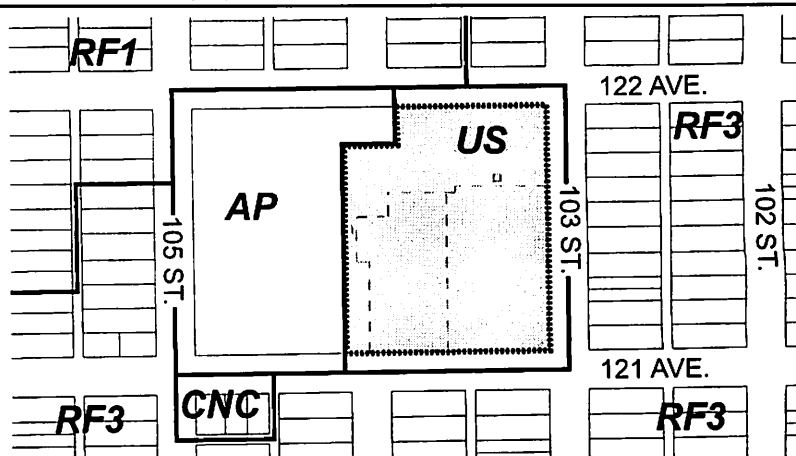 RF1
122 AVE.
US
RF3
AP
105 ST.
103 ST.
102 ST.
121 AVE.
CNC
RF3
RF3